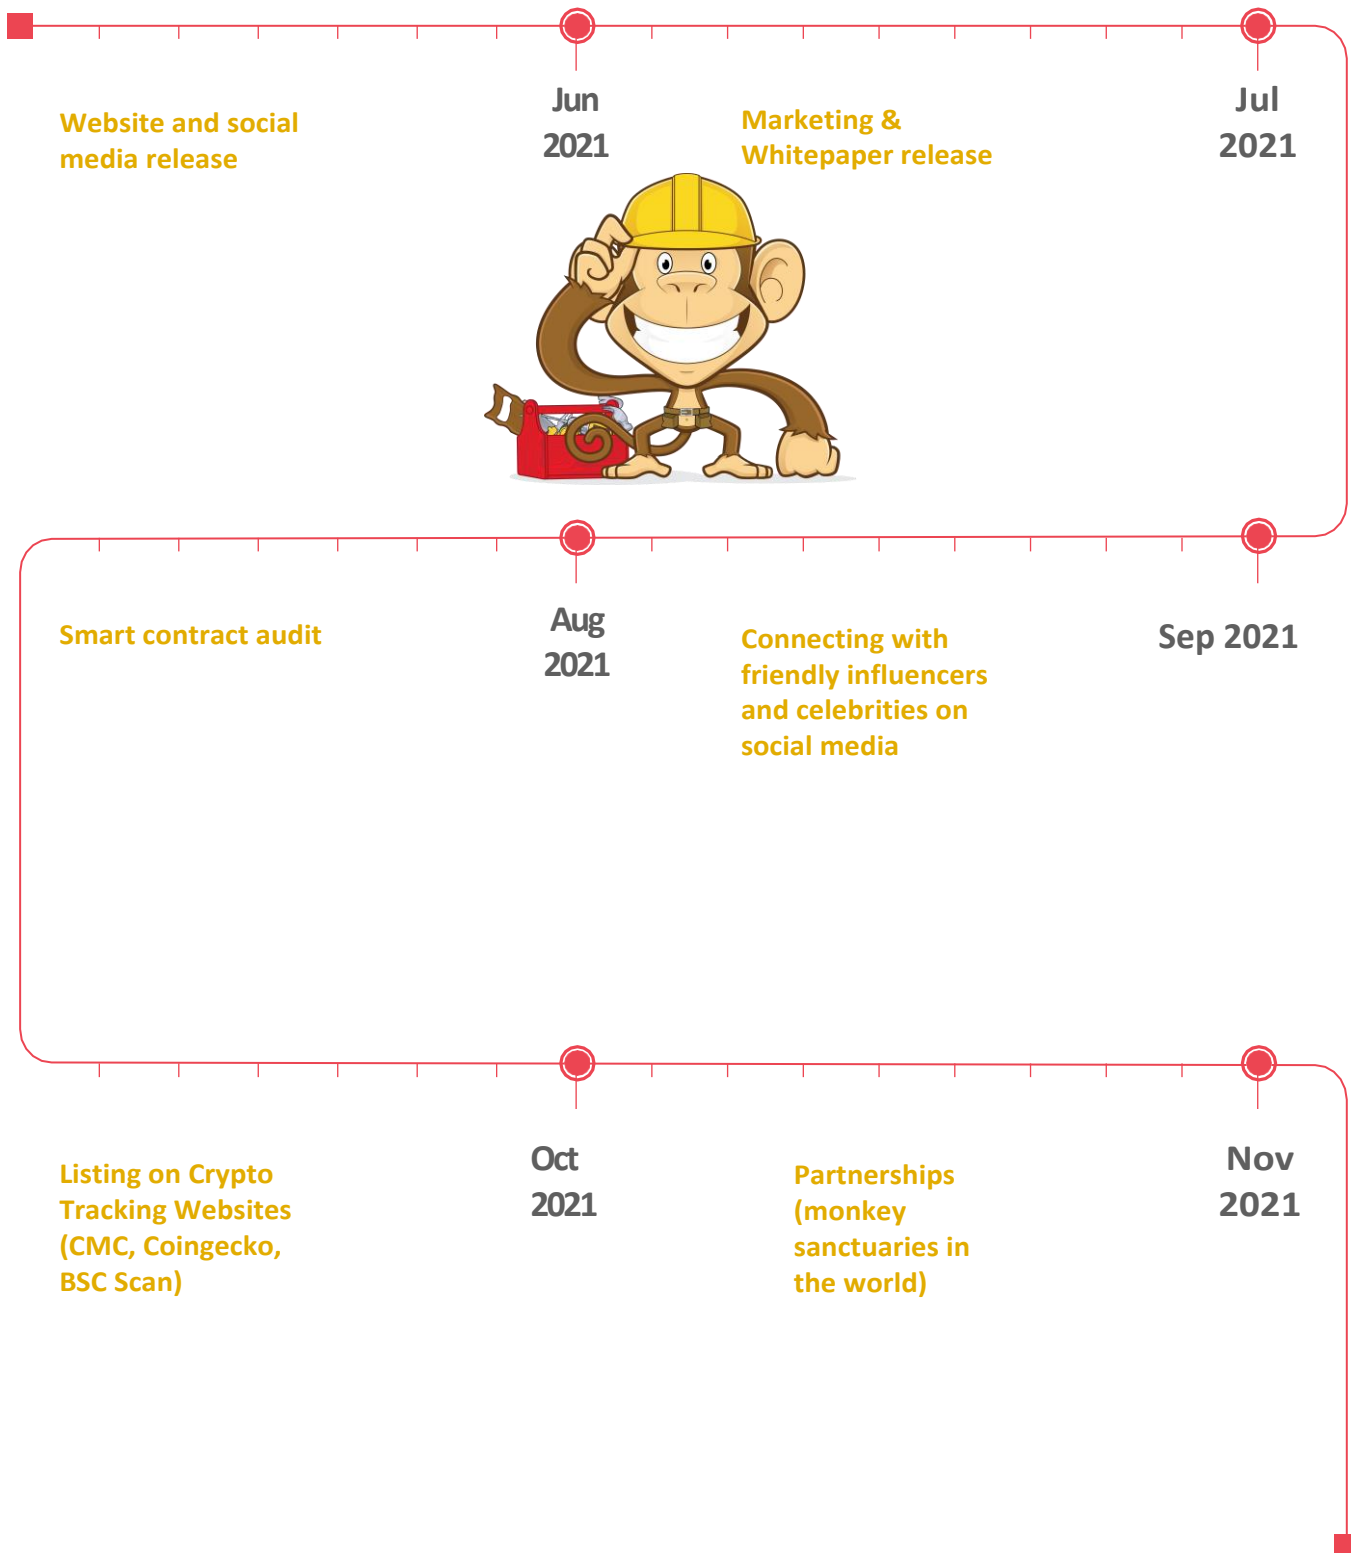 Website and social
media release
Jun
2021
Marketing &
Whitepaper release
Jul
2021
Smart contract audit
Aug
2021
Connecting with
friendly influencers
and celebrities on
social media
Sep 2021
Listing on Crypto
Tracking Websites
(CMC, Coingecko,
BSC Scan)
Oct
2021
Partnerships
(monkey
sanctuaries in
the world)
Nov
2021